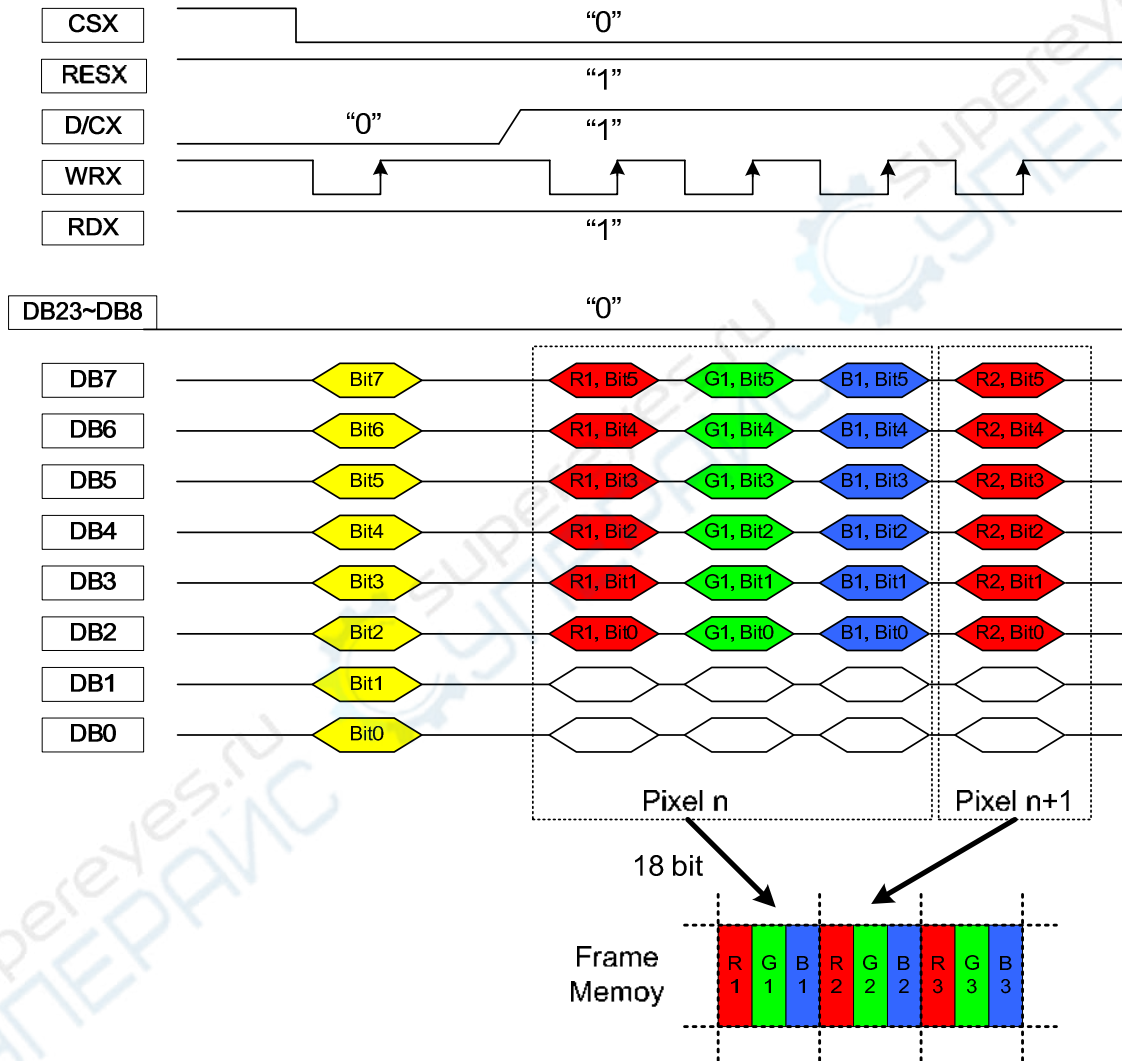 CSX “0”
RESX “1”
D/CX “0” “1”
WRX
RDX “1”
DB23~DB8 “0”
DB7 Bit7 R1, Bit5 G1, Bit5 B1, Bit5 R2, Bit5
DB6 Bit6 R1, Bit4 G1, Bit4 B1, Bit4 R2, Bit4
DB5 Bit5 R1, Bit3 G1, Bit3 B1, Bit3 R2, Bit3
DB4 Bit4 R1, Bit2 G1, Bit2 B1, Bit2 R2, Bit2
DB3 Bit3 R1, Bit1 G1, Bit1 B1, Bit1 R2, Bit1
DB2 Bit2 R1, Bit0 G1, Bit0 B1, Bit0 R2, Bit0
DB1 Bit1
DB0 Bit0
Pixel n Pixel n+1
18 bit
Frame
Memoy
R G B R G B R G B
1 1 1 2 2 2 3 3 3
supereyes.ru
СУПЕРАЙС